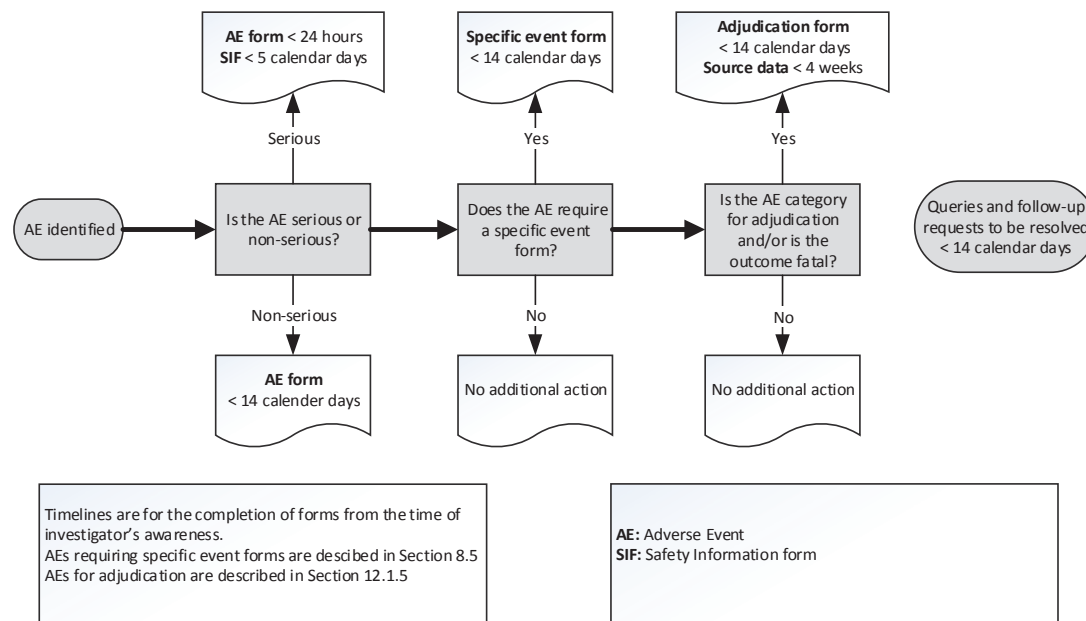 AE form < 24 hours
SIF < 5 calendar days
Specific event form
< 14 calendar days
Adjudication form
< 14 calendar days
Source data < 4 weeks
Serious
Yes
Yes
AE identified
Is the AE serious or
non-serious?
Does the AE require
a specific event
form?
Is the AE category
for adjudication
and/or is the
outcome fatal?
Queries and follow-up
requests to be resolved
< 14 calendar days
Non-serious
No
No
AE form
< 14 calender days
No additional action
No additional action
Timelines are for the completion of forms from the time of
investigator's awareness.
AEs requiring specific event forms are descibed in Section 8.5
AEs for adjudication are described in Section 12.1.5
AE: Adverse Event
SIF: Safety Information form